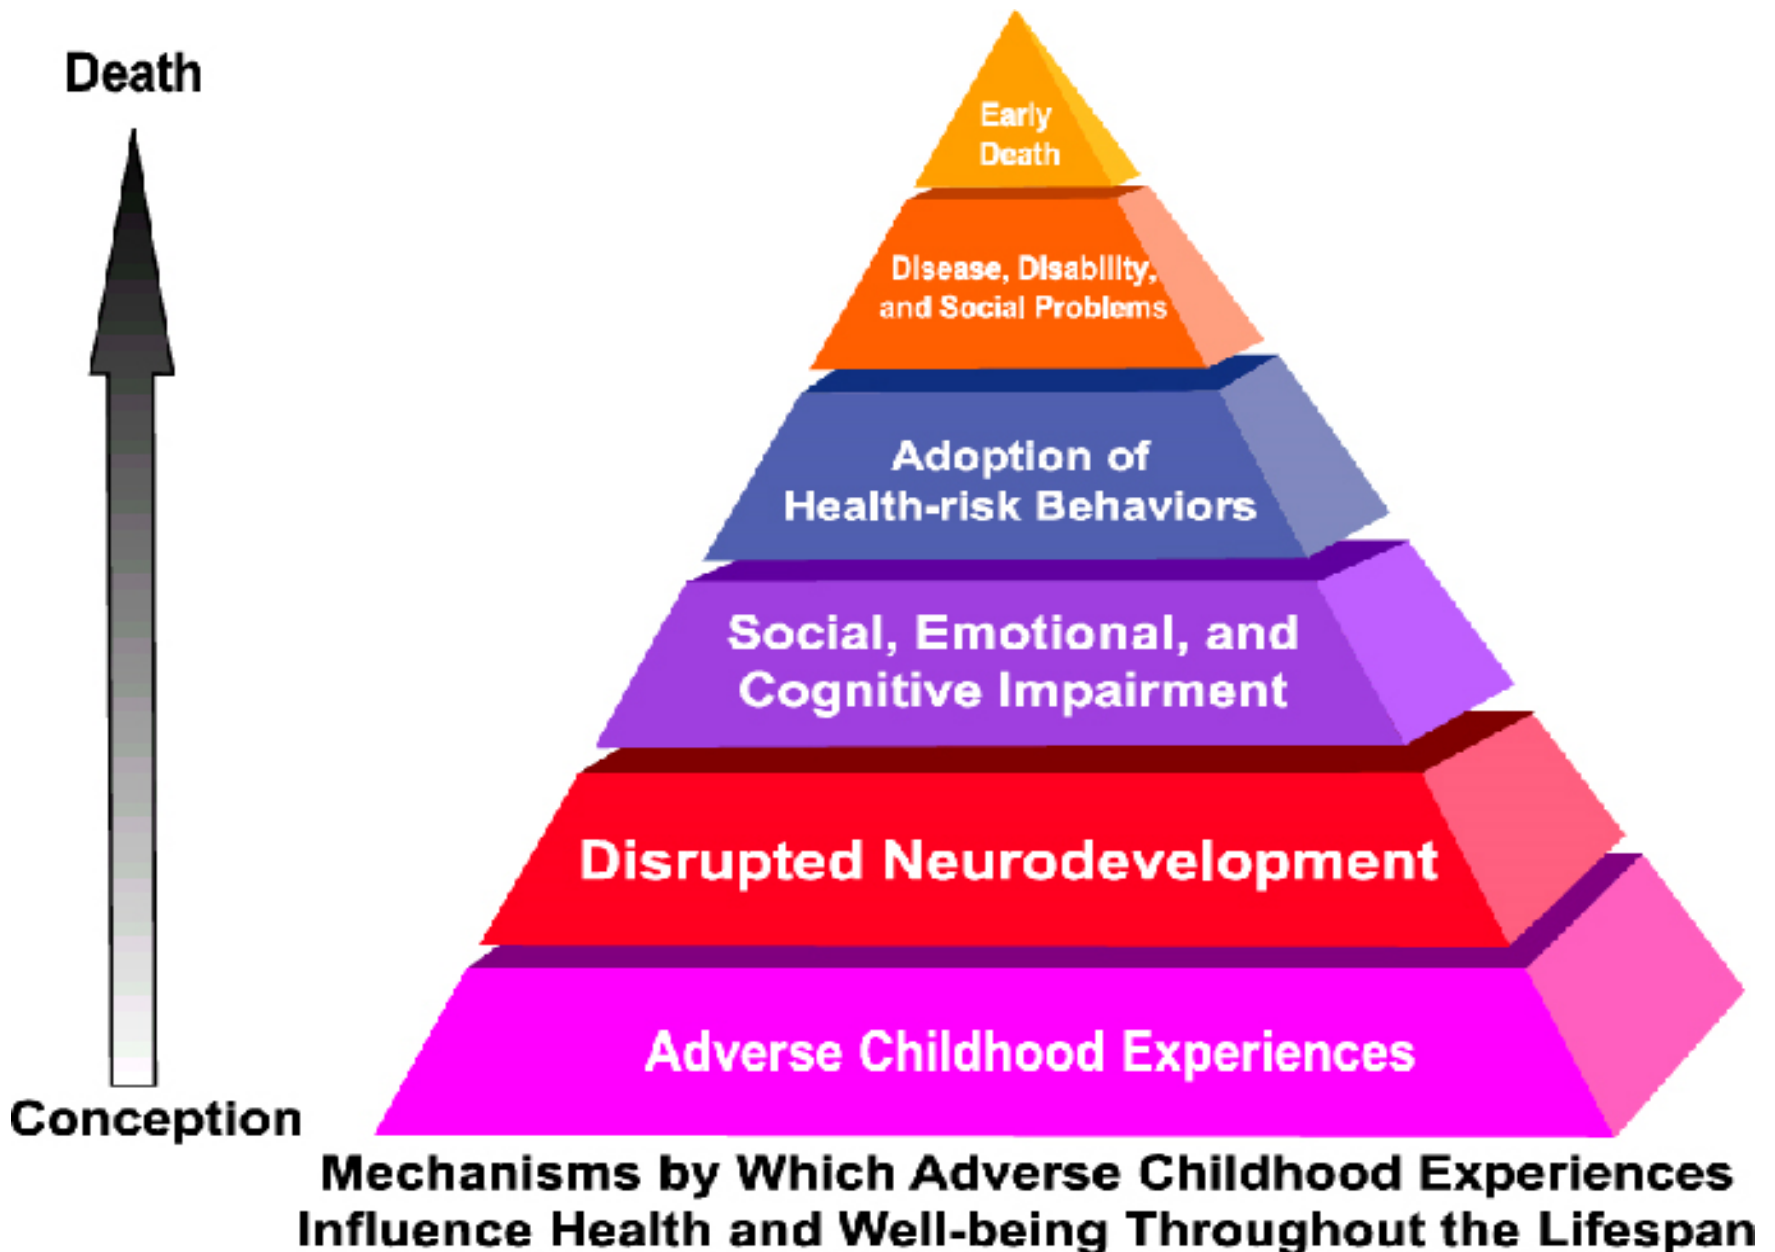 Death
Early
Death
Disease, Disability,
and Social Problems
Adoption of
Health-risk Behaviors
Social, Emotional, and
Cognitive Impairment
Disrupted Neurodevelopment
Adverse Childhood Experiences
Conception
Mechanisms by Which Adverse Childhood Experiences
Influence Health and Well-being Throughout the Lifespan